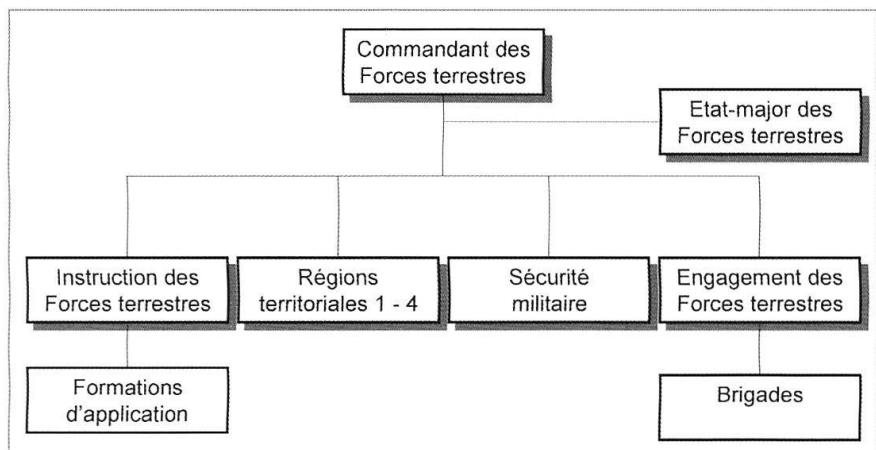 Commandant des
Forces terrestres
Etat-major des
Forces terrestres
Instruction des
Forces terrestres
Régions
territoriales 1 - 4
Sécurité
militaire
Engagement des
Forces terrestres
Formations
d'application
Brigades